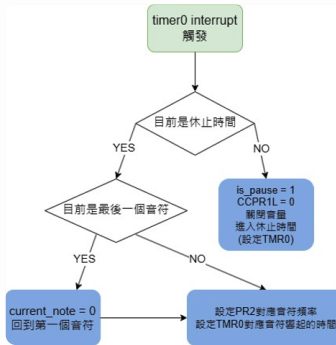 timer0 interrupt
觸發
目前是休止時間
YES
NO
目前是最後一個音符
is_pause = 1
CCPR1L = 0
關閉音量
進入休止時間
(設定TMR0)
YES
NO
current_note = 0
回到第一個音符
設定PR2對應音符頻率
設定TMR0對應音符響起的時間